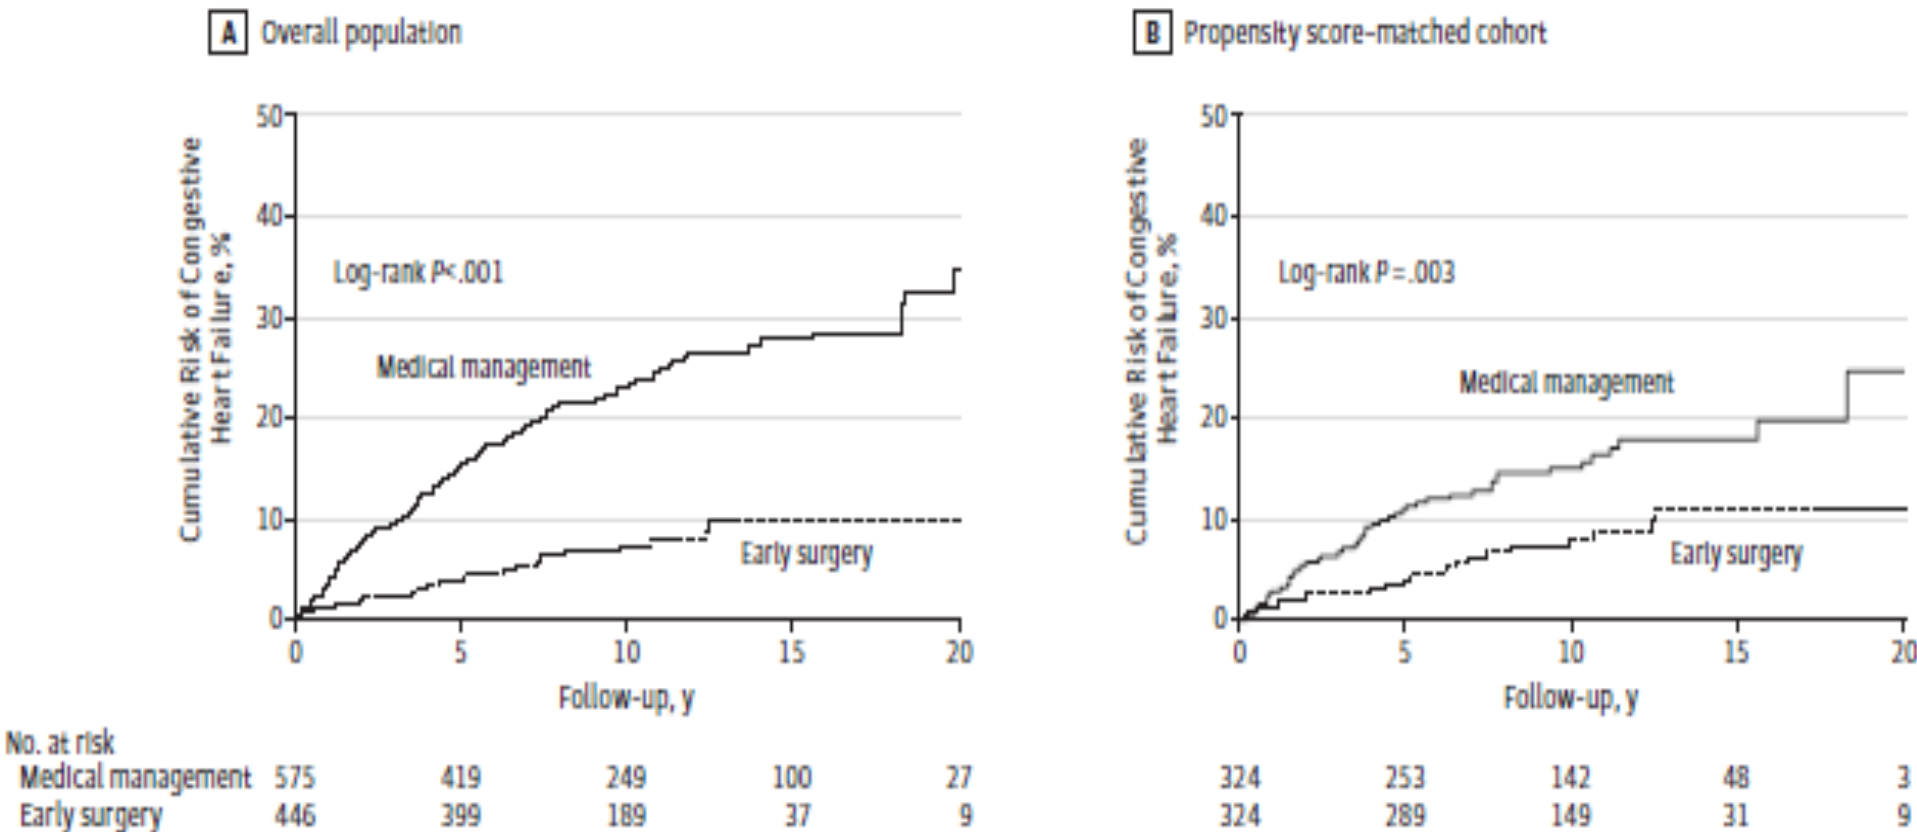 A Overall population
50
40
30
20
10
0
Cumulative Risk of Congestive
Heart Failure, %
Log-rank P<.001
Medical management
Early surgery
0 5 10 15 20
Follow-up, y
B Propensity score-matched cohort
50
40
30
20
10
0
Cumulative Risk of Congestive
Heart Failure, %
Log-rank P=.003
Medical management
Early surgery
0 5 10 15 20
Follow-up, y
No. at risk
Medical management 575 419 249 100 27 324 253 142 48 3
Early surgery 446 399 189 37 9 324 289 149 31 9